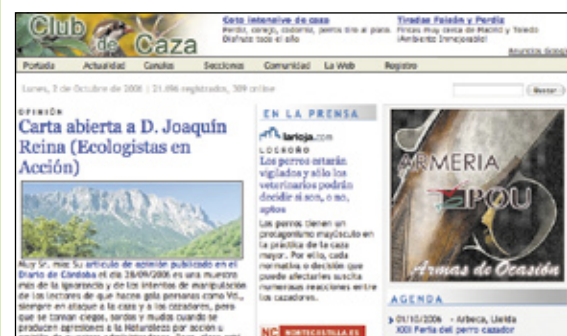 Club de Caza
Coto intensivo de caza
Perdiz, conejo, codorniz, zorros tiro al pato.
Disfrute todo el año
Tiradas Faisán y Perdiz
Fincas muy cerca de Madrid y Toledo
¡Ambiente Inmejorable!
Anuncios Google
Portada Actualidad Canales Secciones Comunidad La Web Registro
Lunes, 2 de Octubre de 2006 | 21.696 registrados, 309 online
Buscar
OPINIÓN
Carta abierta a D. Joaquín
Reina (Ecologistas en
Acción)
Muy Sr. mío: Su artículo de opinión publicado en el
Diario de Córdoba el día 28/09/2006 es una muestra
más de la ignorancia y de los intentos de manipulación
de los lectores de que hacen gala personas como Vd.,
siempre en ataque a la caza y a los cazadores, pero
que se tornan ciegos, sordos y mudos cuando se
producen agresiones a la Naturaleza por acción u
EN LA PRENSA
larioja.com
LOGROÑO
Los perros estarán
vigilados y sólo los
veterinarios podrán
decidir si son, o no,
aptos
Los perros tienen un
protagonismo mayúsculo en
la práctica de la caza
mayor. Por ello, cada
normativa o decisión que
puede afectarles suscita
numerosas reacciones entre
los cazadores.
NC NORTECASTILLA.ES
ARMERIA
POU
Armas de Ocasión
AGENDA
01/10/2006 - Arbeca, Lleida
XXII Feria del perro cazador